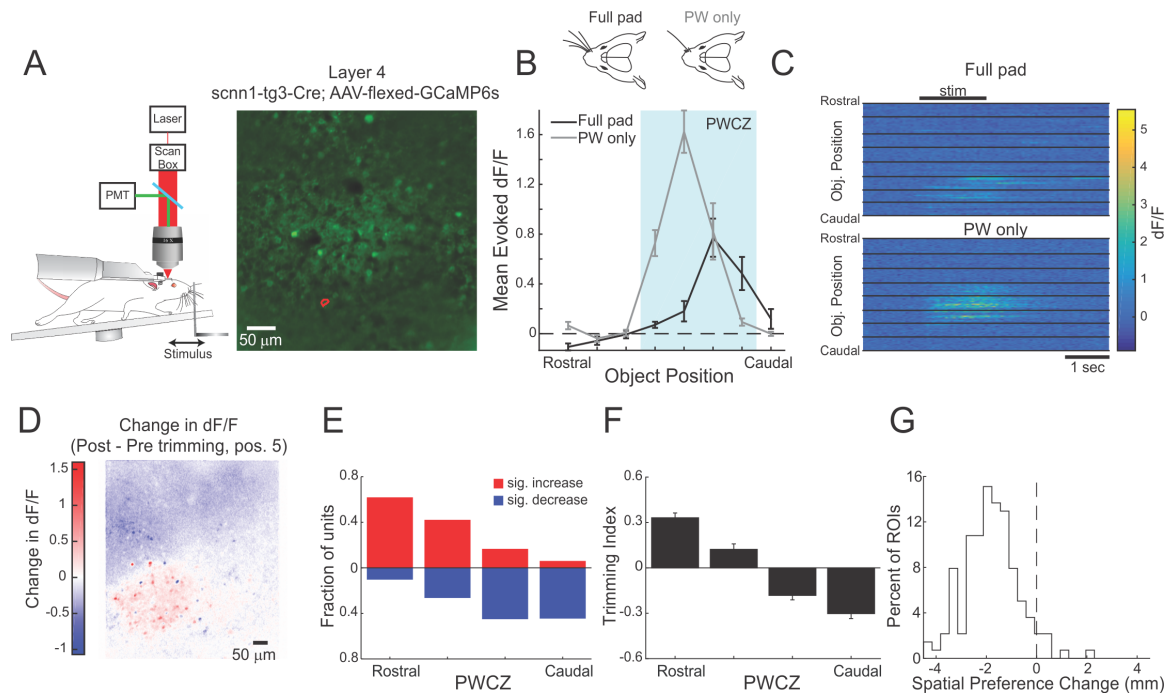 A
Laser
Scan
Box
PMT
Stimulus
Layer 4
scnn1-tg3-Cre; AAV-flexed-GCaMP6s
50 μm
B
Full pad
PW only
Full pad
PW only
PWCZ
Mean Evoked dF/F
1.6
1.2
0.8
0.4
0
Rostral
Caudal
Object Position
C
Full pad
stim
Rostral
Obj. Position
Caudal
PW only
Rostral
Obj. Position
Caudal
1 sec
5
4
3
2
1
0
dF/F
D
Change in dF/F
(Post - Pre trimming, pos. 5)
Change in dF/F
1.5
1
0.5
0
-0.5
-1
50 μm
E
Fraction of units
0.8
0.4
0
0.4
0.8
sig. increase
sig. decrease
Rostral
Caudal
PWCZ
F
Trimming Index
0.6
0.3
0
-0.3
-0.6
Rostral
Caudal
PWCZ
G
Percent of ROIs
16
12
8
4
0
-4
-2
0
2
4
Spatial Preference Change (mm)